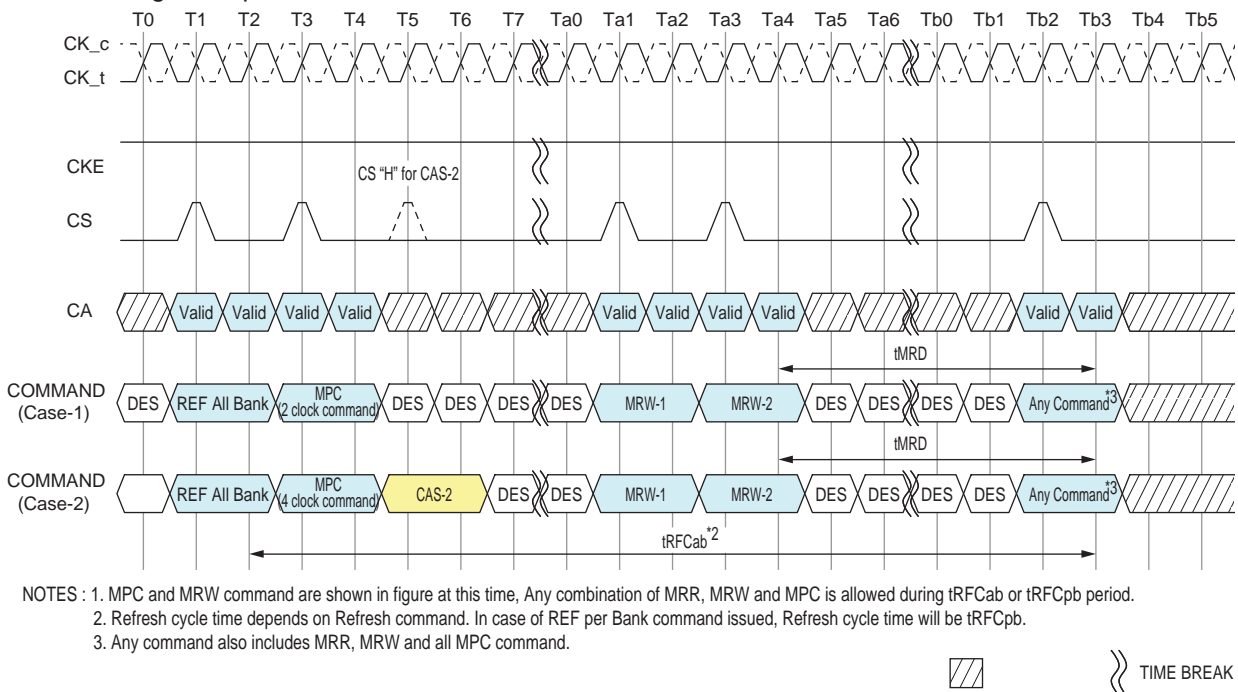 T0 T1 T2 T3 T4 T5 T6 T7 Ta0 Ta1 Ta2 Ta3 Ta4 Ta5 Ta6 Tb0 Tb1 Tb2 Tb3 Tb4 Tb5
CK_c
CK_t
CKE
CS "H" for CAS-2
CS
CA Valid Valid Valid Valid Valid Valid Valid Valid Valid Valid
tMRD
COMMAND (Case-1) DES REF All Bank MPC (2 clock command) DES DES DES DES MRW-1 MRW-2 DES DES DES DES Any Command*3
tMRD
COMMAND (Case-2) REF All Bank MPC (4 clock command) CAS-2 DES DES MRW-1 MRW-2 DES DES DES DES Any Command*3
tRFCab*2
NOTES : 1. MPC and MRW command are shown in figure at this time, Any combination of MRR, MRW and MPC is allowed during tRFCab or tRFCpb period.
2. Refresh cycle time depends on Refresh command. In case of REF per Bank command issued, Refresh cycle time will be tRFCpb.
3. Any command also includes MRR, MRW and all MPC command.
TIME BREAK